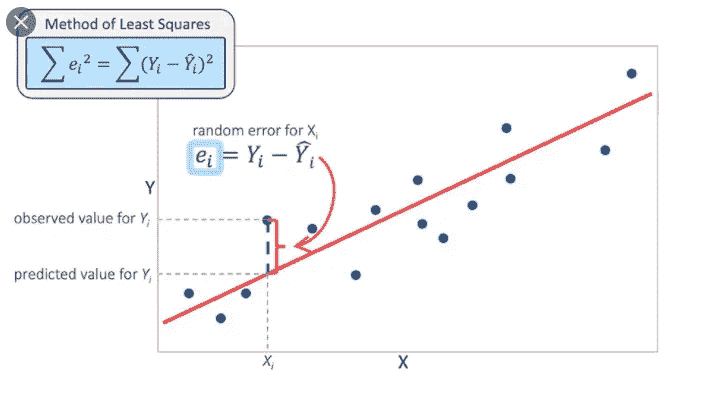 Method of Least Squares
∑eᵢ² = ∑(Yᵢ − Ŷᵢ)²
random error for Xᵢ
eᵢ = Yᵢ − Ŷᵢ
Y
observed value for Yᵢ
predicted value for Yᵢ
Xᵢ
X